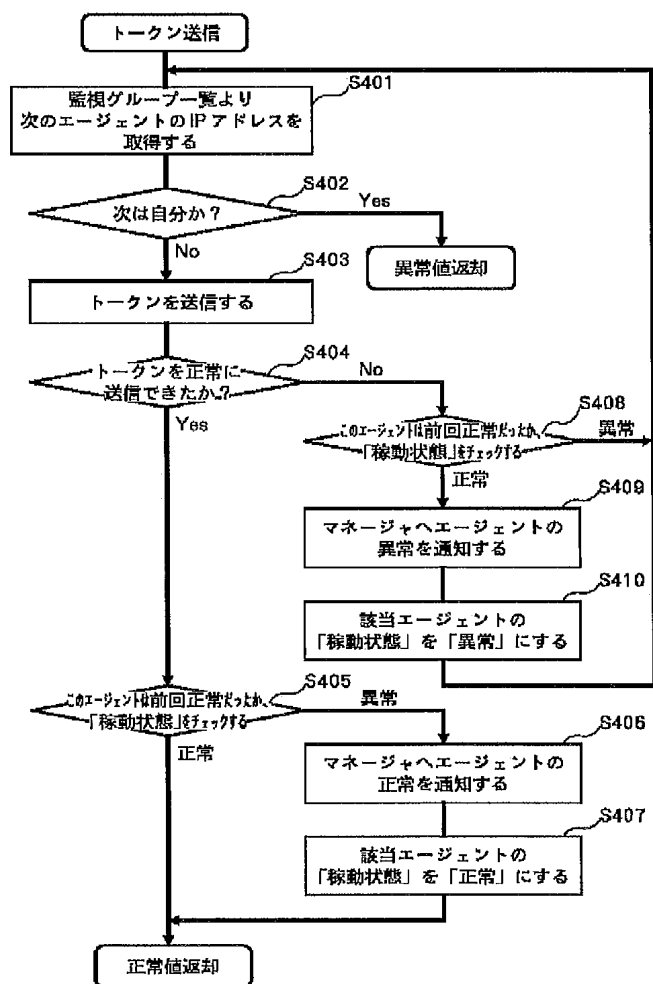 トークン送信
S401
監視グループ一覧より
次のエージェントのIPアドレスを
取得する
S402
次は自分か？
Yes
No
異常値返却
S403
トークンを送信する
S404
トークンを正常に
送信できたか？
No
Yes
S408
このエージェントは前回正常だったか、
「稼動状態」をチェックする
異常
正常
S409
マネージャへエージェントの
異常を通知する
S410
該当エージェントの
「稼動状態」を「異常」にする
S405
このエージェントは前回正常だったか、
「稼動状態」をチェックする
異常
正常
S406
マネージャへエージェントの
正常を通知する
S407
該当エージェントの
「稼動状態」を「正常」にする
正常値返却